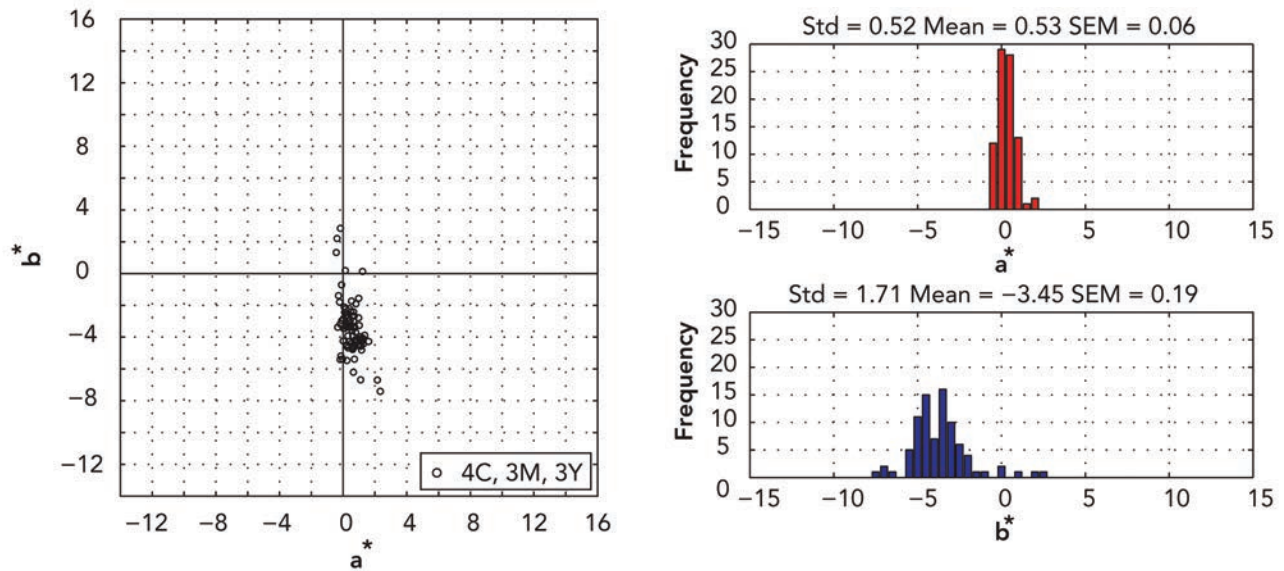 16
12
8
4
0
−4
−8
−12
b*
−12 −8 −4 0 4 8 12 16
a*
4C, 3M, 3Y
Std = 0.52 Mean = 0.53 SEM = 0.06
30
25
20
15
10
5
0
Frequency
−15 −10 −5 0 5 10 15
a*
Std = 1.71 Mean = −3.45 SEM = 0.19
30
25
20
15
10
5
0
Frequency
−15 −10 −5 0 5 10 15
b*